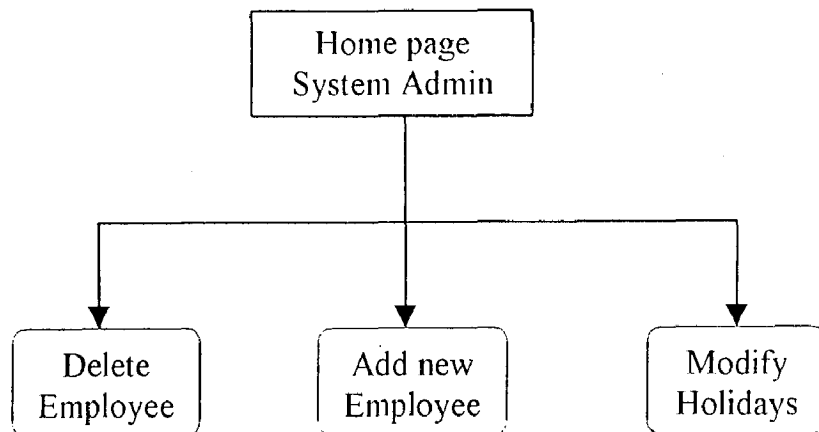 Home page
System Admin
Delete
Employee
Add new
Employee
Modify
Holidays